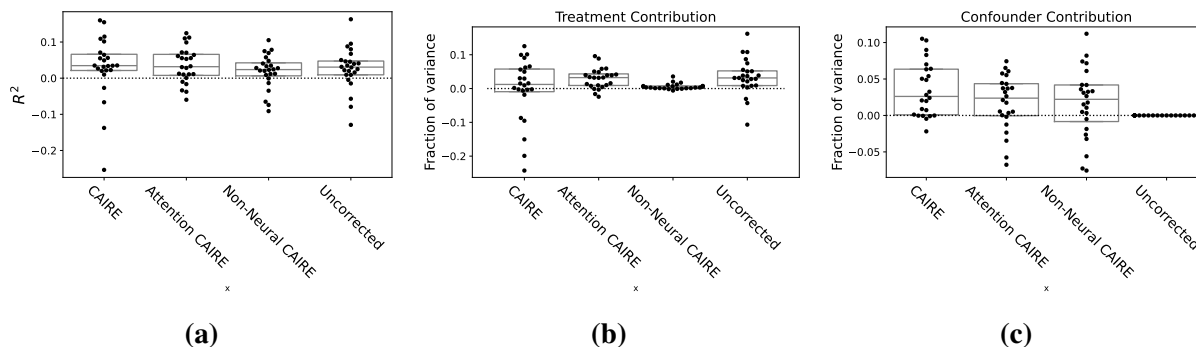 R²
0.1
0.0
−0.1
−0.2
CAIRE
Attention CAIRE
Non-Neural CAIRE
Uncorrected
x
(a)
Treatment Contribution
Fraction of variance
0.1
0.0
−0.1
−0.2
CAIRE
Attention CAIRE
Non-Neural CAIRE
Uncorrected
x
(b)
Confounder Contribution
Fraction of variance
0.10
0.05
0.00
−0.05
CAIRE
Attention CAIRE
Non-Neural CAIRE
Uncorrected
x
(c)